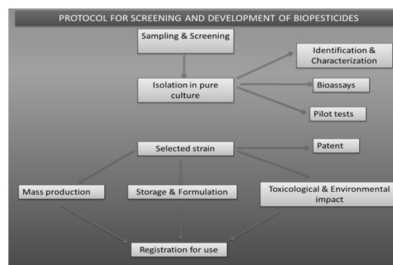 PROTOCOL FOR SCREENING AND DEVELOPMENT OF BIOPESTICIDES
Sampling & Screening
Identification &
Characterization
Isolation in pure
culture
Bioassays
Pilot tests
Selected strain
Patent
Mass production
Storage & Formulation
Toxicological & Environmental
impact
Registration for use